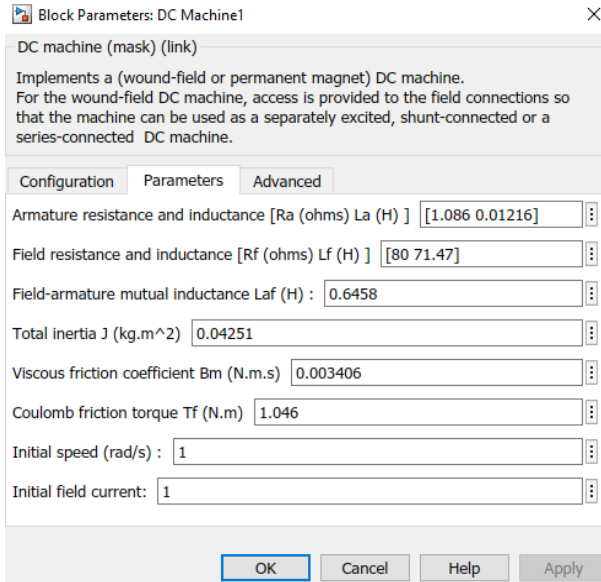 Block Parameters: DC Machine1
DC machine (mask) (link)
Implements a (wound-field or permanent magnet) DC machine.
For the wound-field DC machine, access is provided to the field connections so
that the machine can be used as a separately excited, shunt-connected or a
series-connected DC machine.
Configuration Parameters Advanced
Armature resistance and inductance [Ra (ohms) La (H) ] [1.086 0.01216]
Field resistance and inductance [Rf (ohms) Lf (H) ] [80 71.47]
Field-armature mutual inductance Laf (H) : 0.6458
Total inertia J (kg.m^2) 0.04251
Viscous friction coefficient Bm (N.m.s) 0.003406
Coulomb friction torque Tf (N.m) 1.046
Initial speed (rad/s) : 1
Initial field current: 1
OK Cancel Help Apply